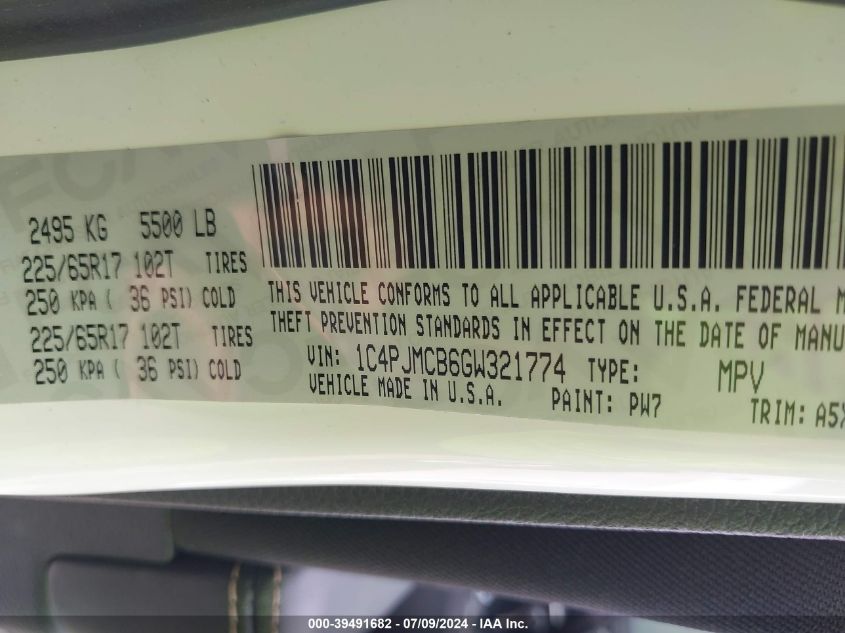 2495 KG 5500 LB
225/65R17 102T TIRES
250 KPA ( 36 PSI) COLD
225/65R17 102T TIRES
250 KPA ( 36 PSI) COLD
THIS VEHICLE CONFORMS TO ALL APPLICABLE U.S.A. FEDERAL M
THEFT PREVENTION STANDARDS IN EFFECT ON THE DATE OF MANU
VIN: 1C4PJMCB6GW321774 TYPE: MPV
VEHICLE MADE IN U.S.A. PAINT: PW7
TRIM: A5X
000-39491682 - 07/09/2024 - IAA Inc.